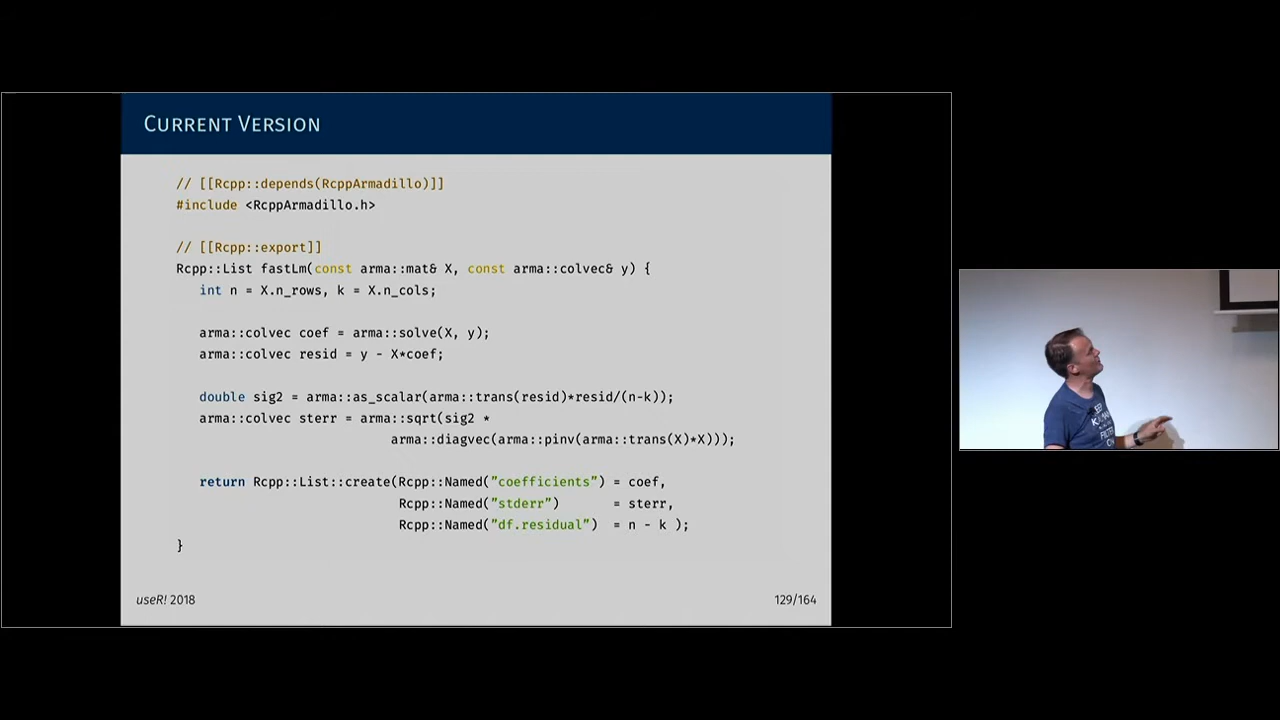 CURRENT VERSION
// [[Rcpp::depends(RcppArmadillo)]]
#include <RcppArmadillo.h>
// [[Rcpp::export]]
Rcpp::List fastLm(const arma::mat& X, const arma::colvec& y) {
int n = X.n_rows, k = X.n_cols;
arma::colvec coef = arma::solve(X, y);
arma::colvec resid = y - X*coef;
double sig2 = arma::as_scalar(arma::trans(resid)*resid/(n-k));
arma::colvec sterr = arma::sqrt(sig2 *
arma::diagvec(arma::pinv(arma::trans(X)*X)));
return Rcpp::List::create(Rcpp::Named("coefficients") = coef,
Rcpp::Named("stderr") = sterr,
Rcpp::Named("df.residual") = n - k );
}
useR! 2018
129/164